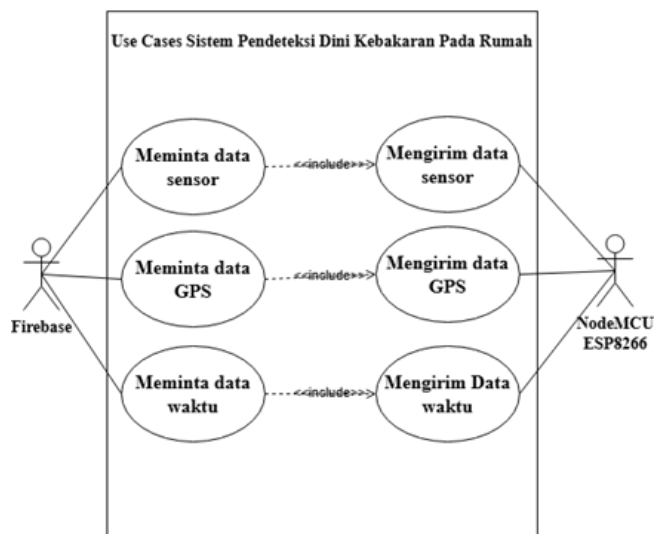 Use Cases Sistem Pendeteksi Dini Kebakaran Pada Rumah
Meminta data
sensor
<<include>>
Mengirim data
sensor
Meminta data
GPS
<<include>>
Mengirim data
GPS
Firebase
NodeMCU
ESP8266
Meminta data
waktu
<<include>>
Mengirim Data
waktu